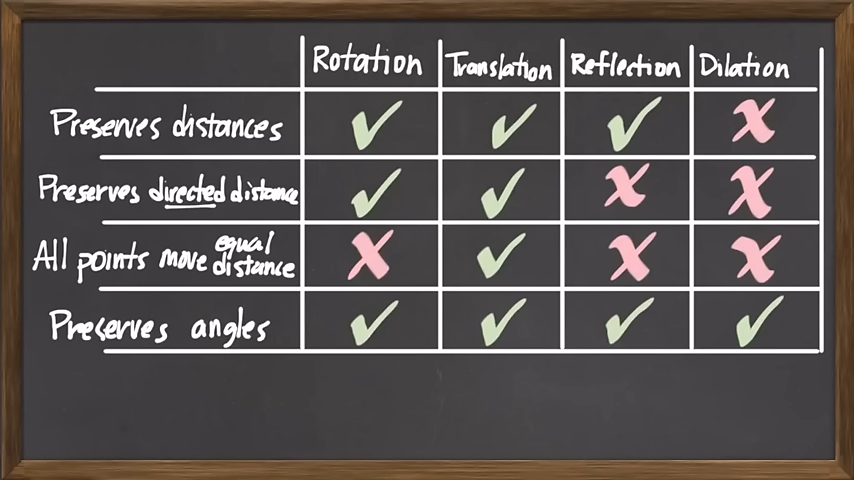 Rotation Translation Reflection Dilation
Preserves distances ✓ ✓ ✓ X
Preserves directed distance ✓ ✓ X X
All points move equal distance X ✓ X X
Preserves angles ✓ ✓ ✓ ✓